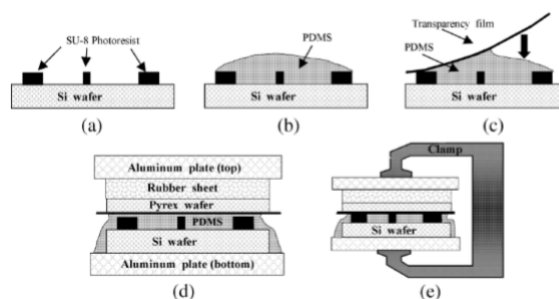 SU-8 Photoresist
Si wafer
(a)
PDMS
Si wafer
(b)
Transparency film
PDMS
Si wafer
(c)
Aluminum plate (top)
Rubber sheet
Pyrex wafer
PDMS
Si wafer
Aluminum plate (bottom)
(d)
Clamp
Si wafer
(e)